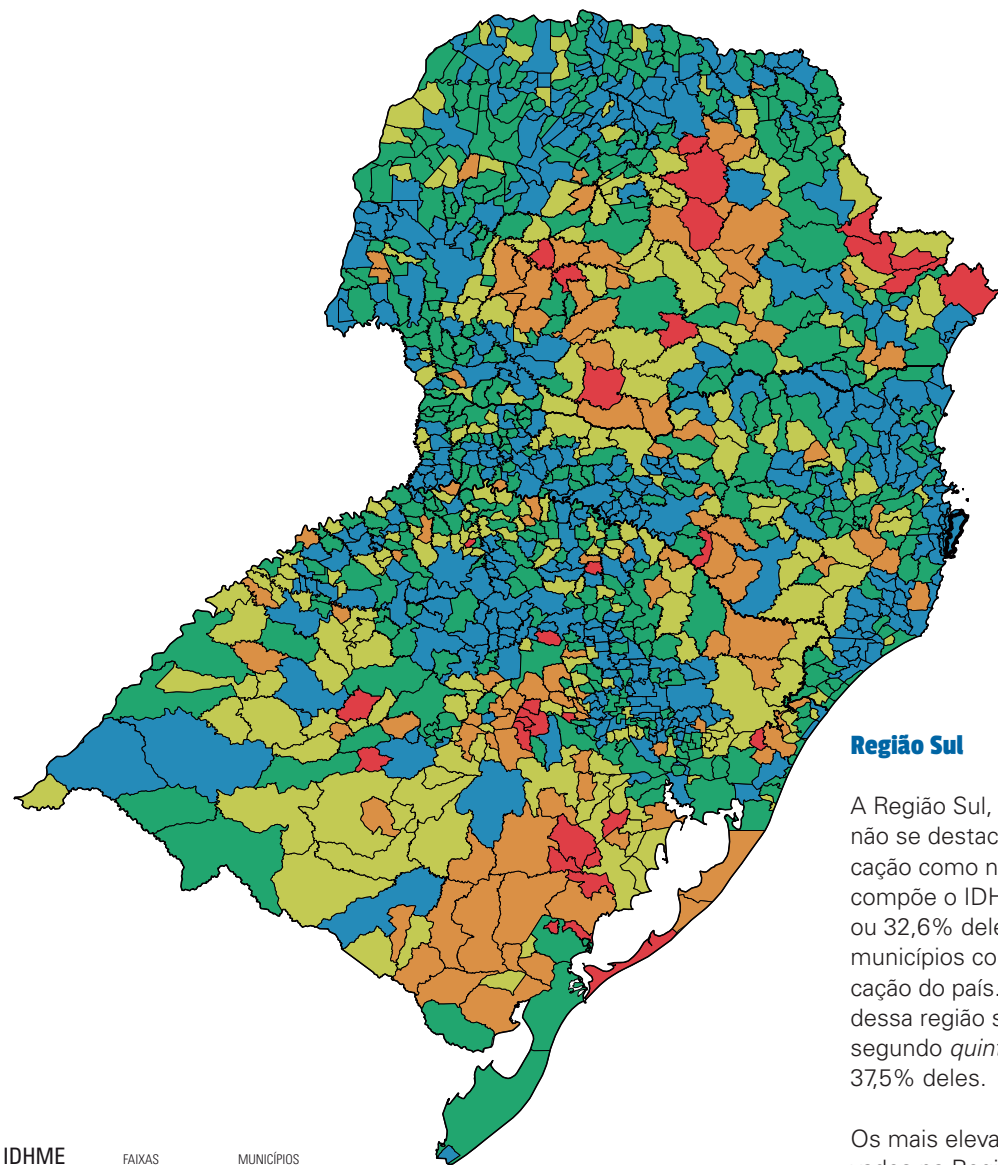 Região Sul
A Região Sul,
não se destac
cação como n
compõe o IDH
ou 32,6% dele
municípios co
cação do país.
dessa região s
segundo quin
37,5% deles.
Os mais eleva
IDHME FAIXAS MUNICÍPIOS